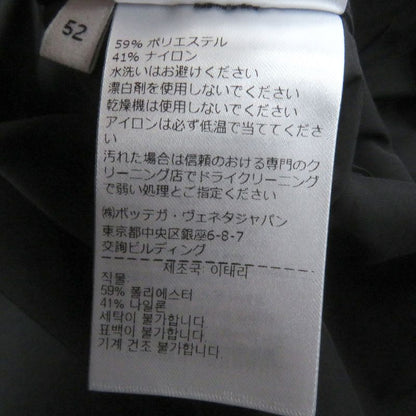 52
59% ポリエステル
41% ナイロン
水洗いはお避けください
漂白剤を使用しないでください
乾燥機は使用しないでください
アイロンは必ず低温で当ててくださ
い
汚れた場合は信頼のおける専門のク
リーニング店でドライクリーニング
で弱い処理とご指定ください
㈱ボッテガ・ヴェネタジャパン
東京都中央区銀座6-8-7
交詢ビルディング
제조국: 이태리
직물:
59% 폴리에스터
41% 나일론
세탁이 불가합니다
표백이 불가합니다
기계 건조 불가합니다